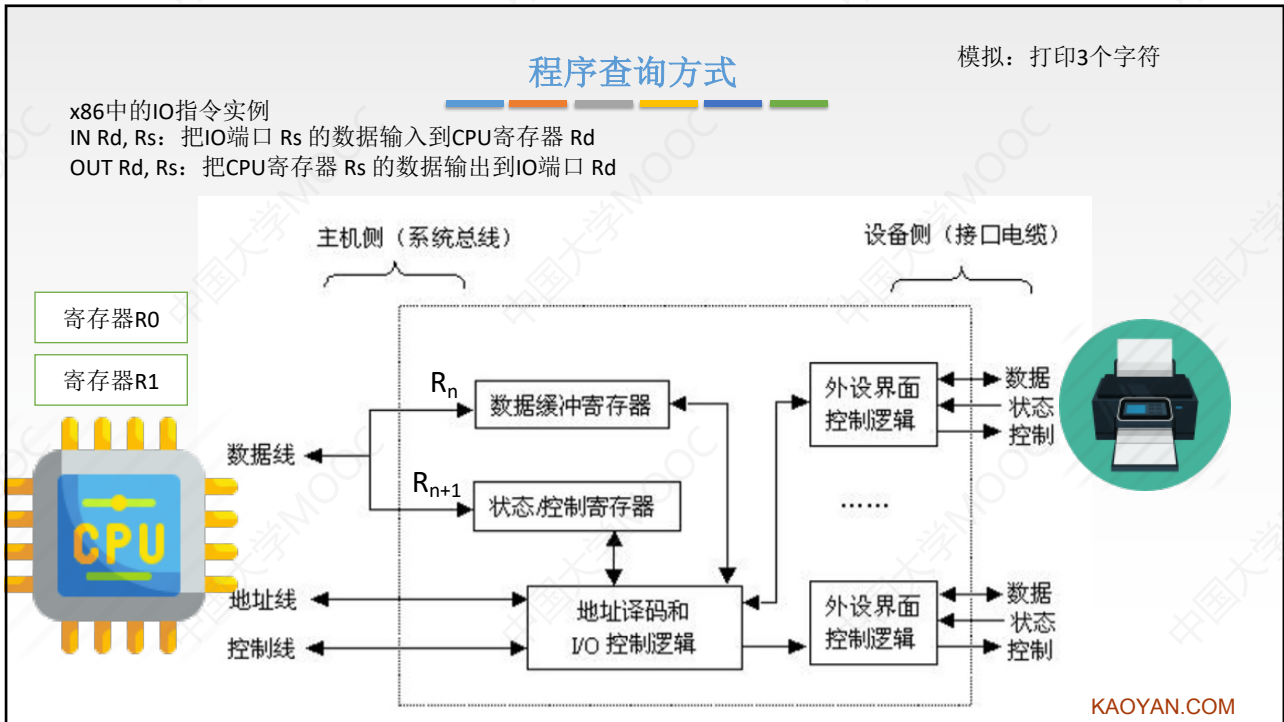 程序查询方式
模拟：打印3个字符
x86中的IO指令实例
IN Rd, Rs：把IO端口 Rs 的数据输入到CPU寄存器 Rd
OUT Rd, Rs：把CPU寄存器 Rs 的数据输出到IO端口 Rd
主机侧（系统总线）
设备侧（接口电缆）
寄存器R0
寄存器R1
CPU
数据线
地址线
控制线
Rn
数据缓冲寄存器
Rn+1
状态/控制寄存器
地址译码和
I/O 控制逻辑
外设界面
控制逻辑
数据
状态
控制
……
外设界面
控制逻辑
数据
状态
控制
KAOYAN.COM
中国大学MOOC